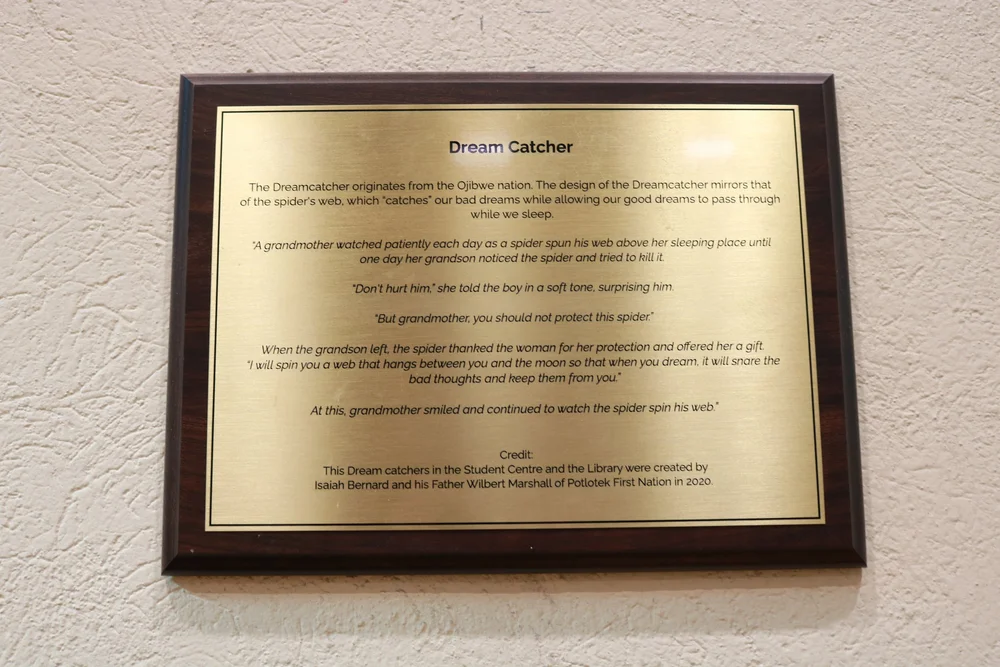 Dream Catcher
The Dreamcatcher originates from the Ojibwe nation. The design of the Dreamcatcher mirrors that
of the spider's web, which "catches" our bad dreams while allowing our good dreams to pass through
while we sleep.
"A grandmother watched patiently each day as a spider spun his web above her sleeping place until
one day her grandson noticed the spider and tried to kill it.
"Don't hurt him," she told the boy in a soft tone, surprising him.
"But grandmother, you should not protect this spider."
When the grandson left, the spider thanked the woman for her protection and offered her a gift.
"I will spin you a web that hangs between you and the moon so that when you dream, it will snare the
bad thoughts and keep them from you."
At this, grandmother smiled and continued to watch the spider spin his web."
Credit:
This Dream catchers in the Student Centre and the Library were created by
Isaiah Bernard and his Father Wilbert Marshall of Potlotek First Nation in 2020.